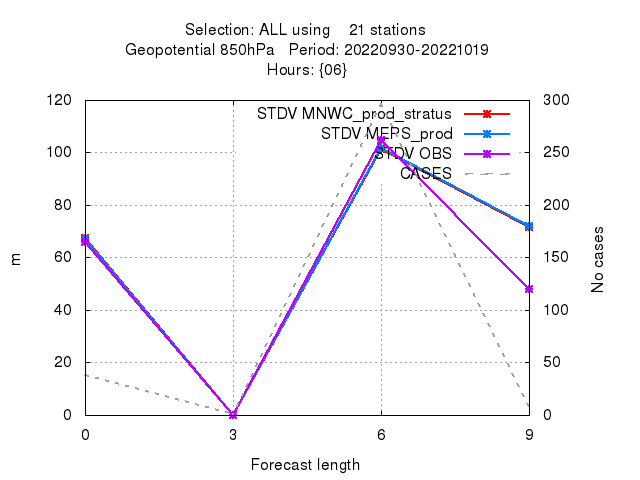 Selection: ALL using    21 stations
Geopotential 850hPa   Period: 20220930-20221019
Hours: {06}
120 300
STDV MNWC_prod_stratus
STDV MEPS_prod
100 250
STDV OBS
CASES
80 200
60 150
m
No cases
40 100
20 50
0 0
0 3 6 9
Forecast length